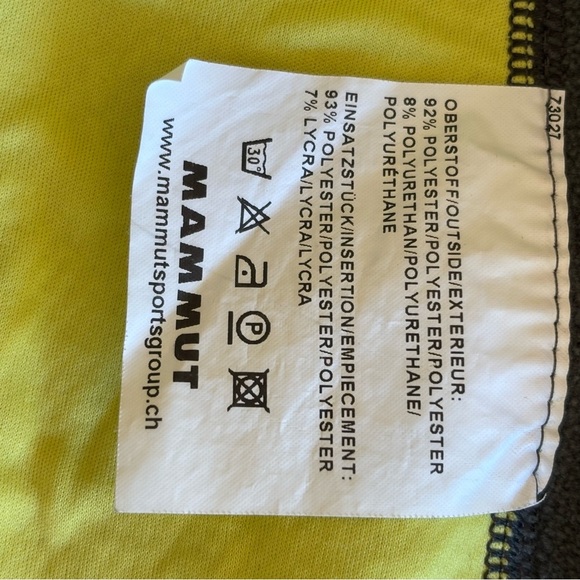 73027
OBERSTOFF/OUTSIDE/EXTERIEUR:
92% POLYESTER/POLYESTER/POLYESTER
8% POLYURETHAN/POLYURETHANE/
POLYURÉTHANE
EINSATZSTÜCK/INSERTION/EMPIECEMENT:
93% POLYESTER/POLYESTER/POLYESTER
7% LYCRA/LYCRA/LYCRA
30°
P
MAMMUT
www.mammutsportsgroup.ch